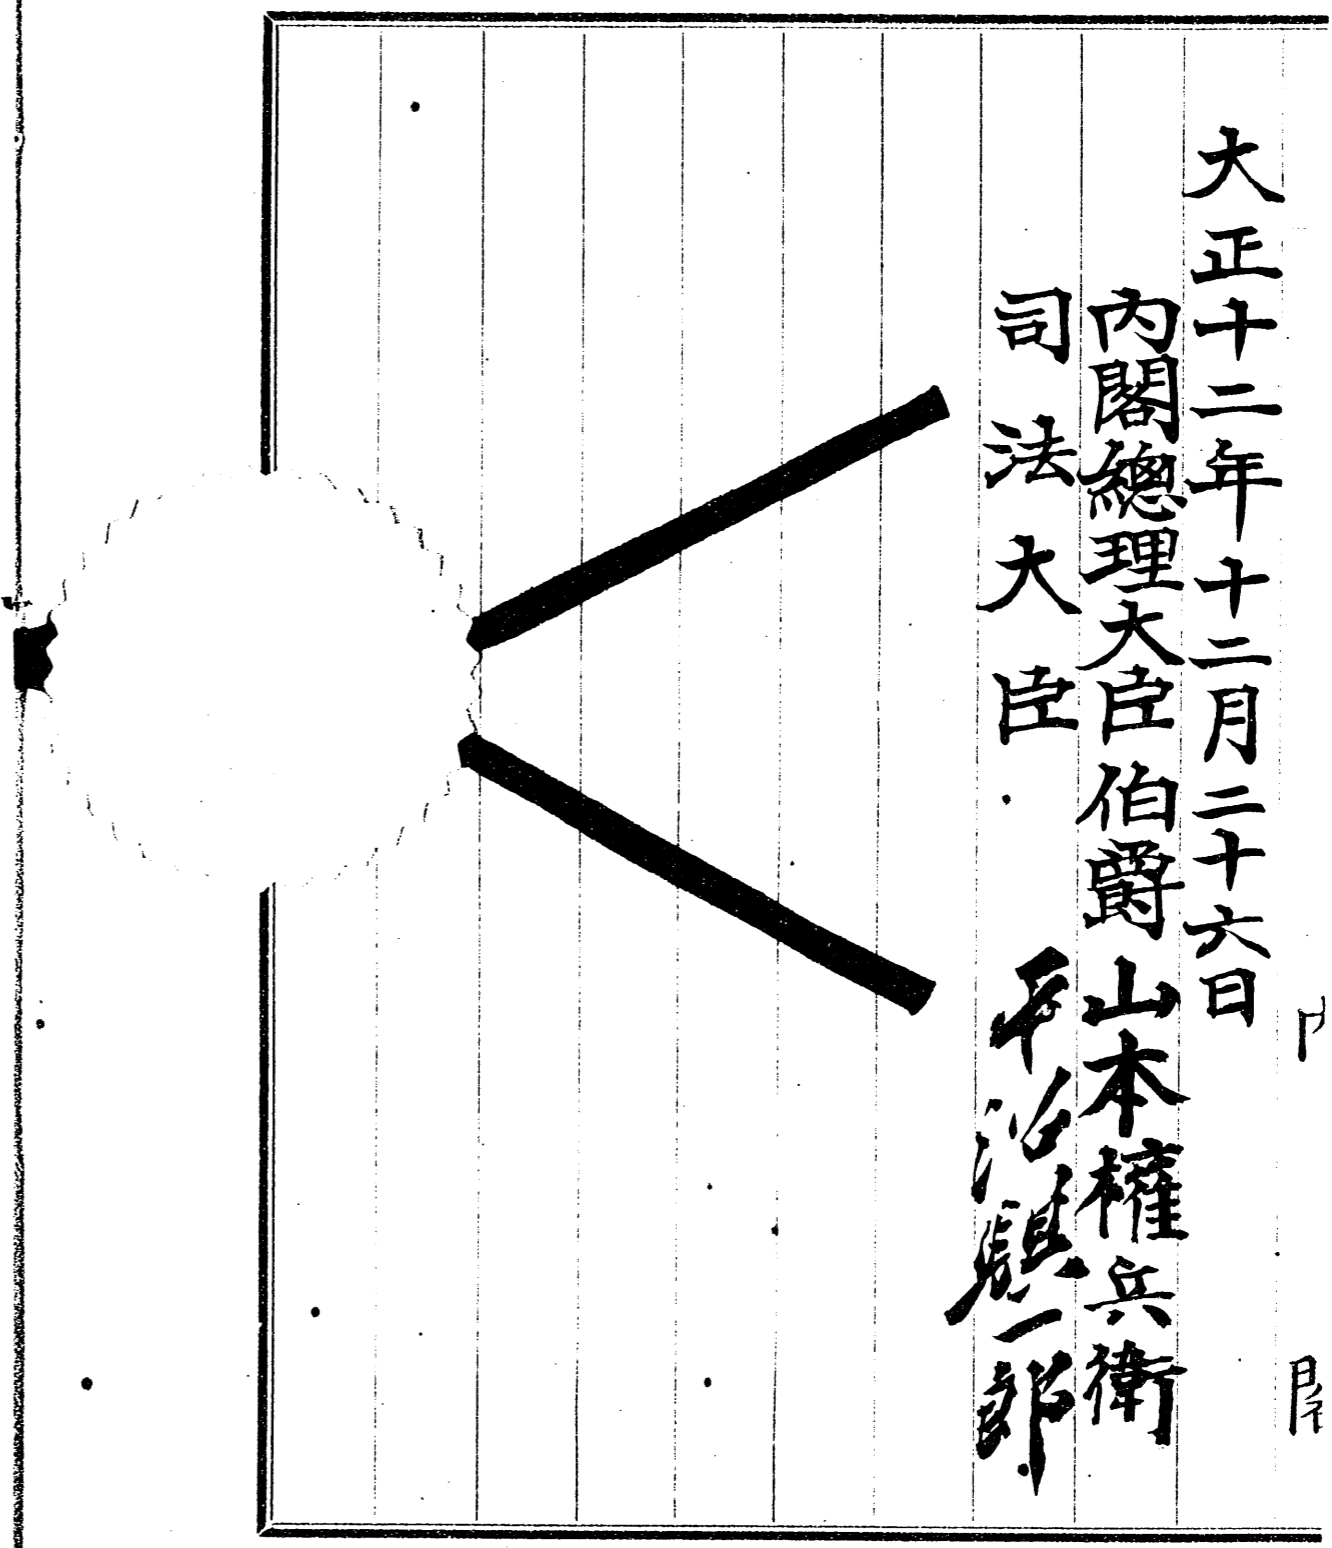 大正十二年十二月二十六日
內閣總理大臣伯爵山本權兵衛
司法大臣 平沼騏一郎